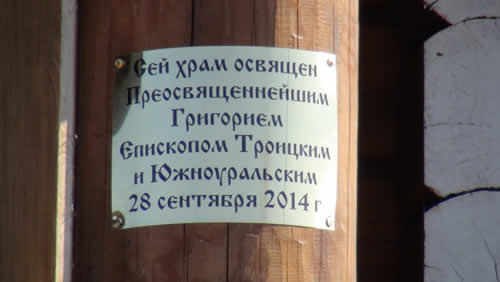 Сей храм освящен
Преосвященнейшим
Григорием
Епископом Троицким
и Южноуральским
28 сентября 2014 г